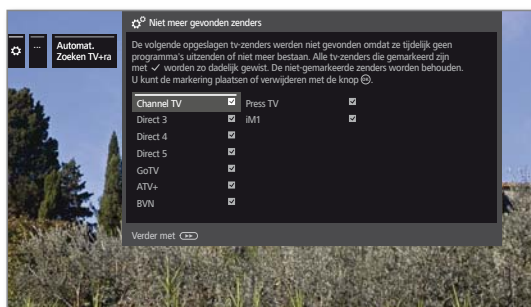 Niet meer gevonden zenders
... Automat.
Zoeken TV+ra
De volgende opgeslagen tv-zenders werden niet gevonden omdat ze tijdelijk geen
programma's uitzenden of niet meer bestaan. Alle tv-zenders die gemarkeerd zijn
met ✓ worden zo dadelijk gewist. De niet-gemarkeerde zenders worden behouden.
U kunt de markering plaatsen of verwijderen met de knop OK.
Channel TV Press TV
Direct 3 iM1
Direct 4
Direct 5
GoTV
ATV+
BVN
Verder met